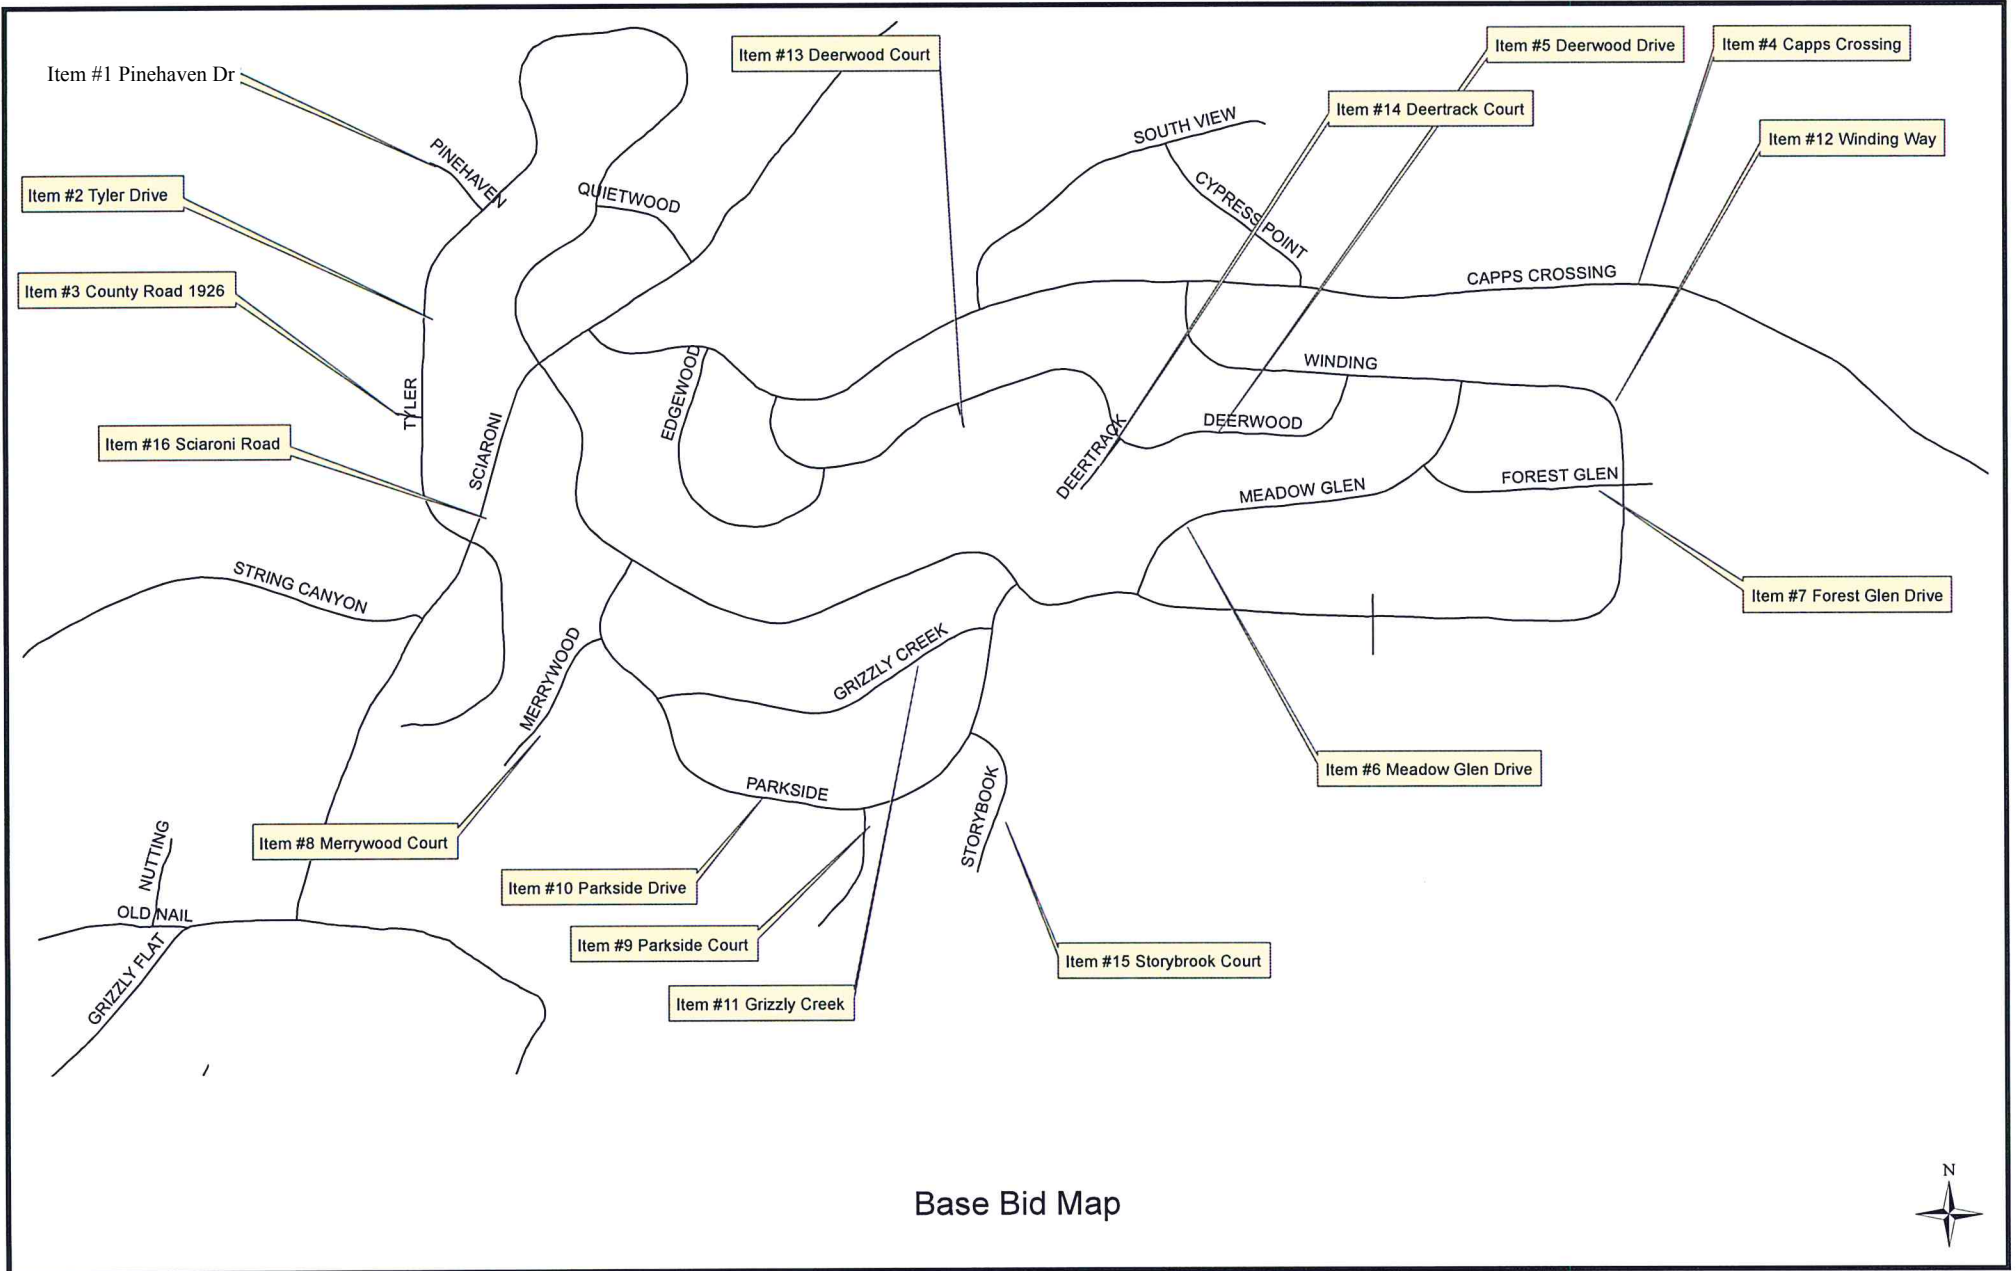 Item #13 Deerwood Court
Item #5 Deerwood Drive
Item #4 Capps Crossing
Item #1 Pinehaven Dr
Item #14 Deertrack Court
Item #12 Winding Way
SOUTH VIEW
PINEHAVEN
Item #2 Tyler Drive
QUIETWOOD
CYPRESS POINT
Item #3 County Road 1926
CAPPS CROSSING
WINDING
TYLER
EDGEWOOD
DEERWOOD
Item #16 Sciaroni Road
SCIARONI
DEERTRACK
MEADOW GLEN
FOREST GLEN
STRING CANYON
Item #7 Forest Glen Drive
MERRYWOOD
GRIZZLY CREEK
Item #6 Meadow Glen Drive
PARKSIDE
STORYBOOK
Item #8 Merrywood Court
NUTTING
Item #10 Parkside Drive
OLD NAIL
Item #9 Parkside Court
Item #15 Storybrook Court
GRIZZLY FLAT
Item #11 Grizzly Creek
Base Bid Map
N